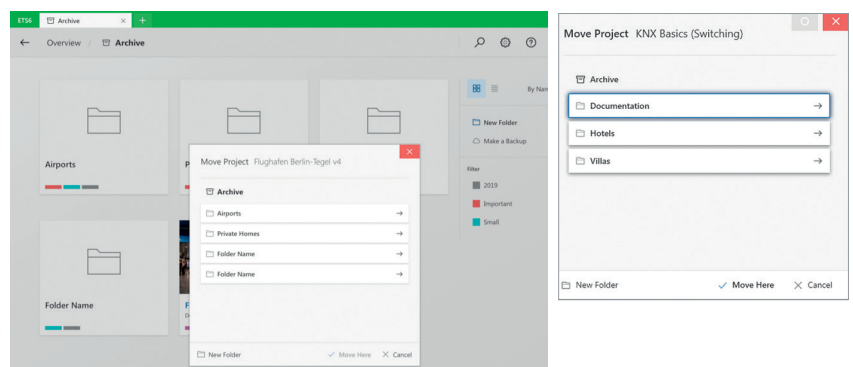 ETS6 Archive × +
← Overview / Archive
By Nam
New Folder
Make a Backup
Filter
2019
Important
Small
Airports
P
Folder Name
F
Move Project Flughafen Berlin-Tegel v4
Archive
Airports →
Private Homes →
Folder Name →
Folder Name →
New Folder Move Here Cancel
Move Project KNX Basics (Switching)
Archive
Documentation →
Hotels →
Villas →
New Folder Move Here Cancel